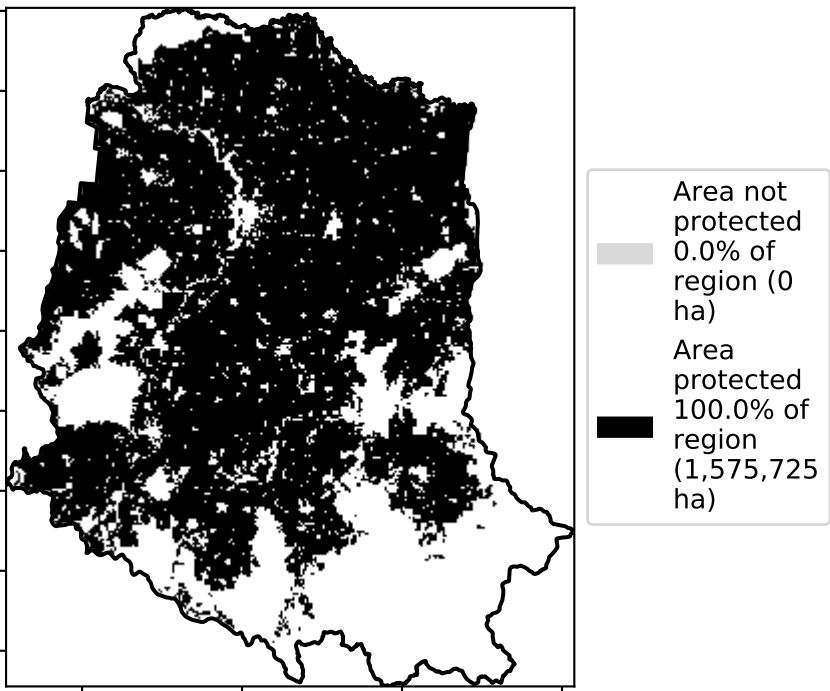 Area not
protected
0.0% of
region (0
ha)
Area
protected
100.0% of
region
(1,575,725
ha)